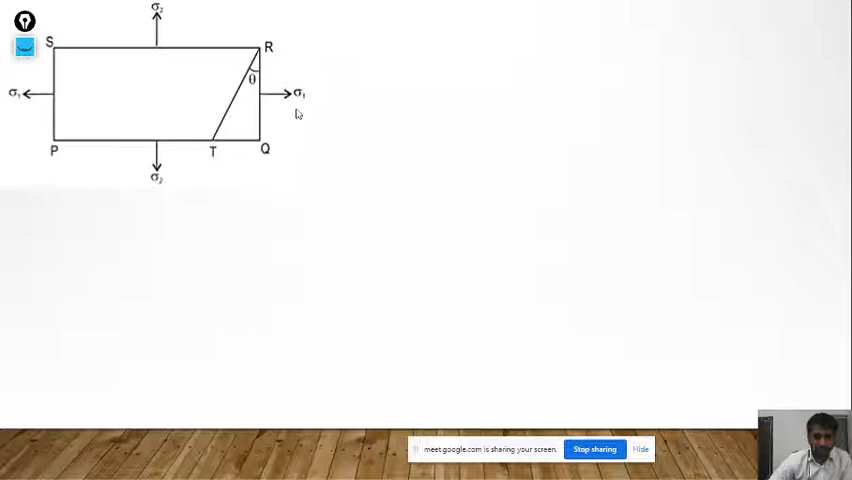 σ₂
S
R
θ
σ₁
σ₁
P
T
Q
σ₂
meet.google.com is sharing your screen.
Stop sharing
Hide